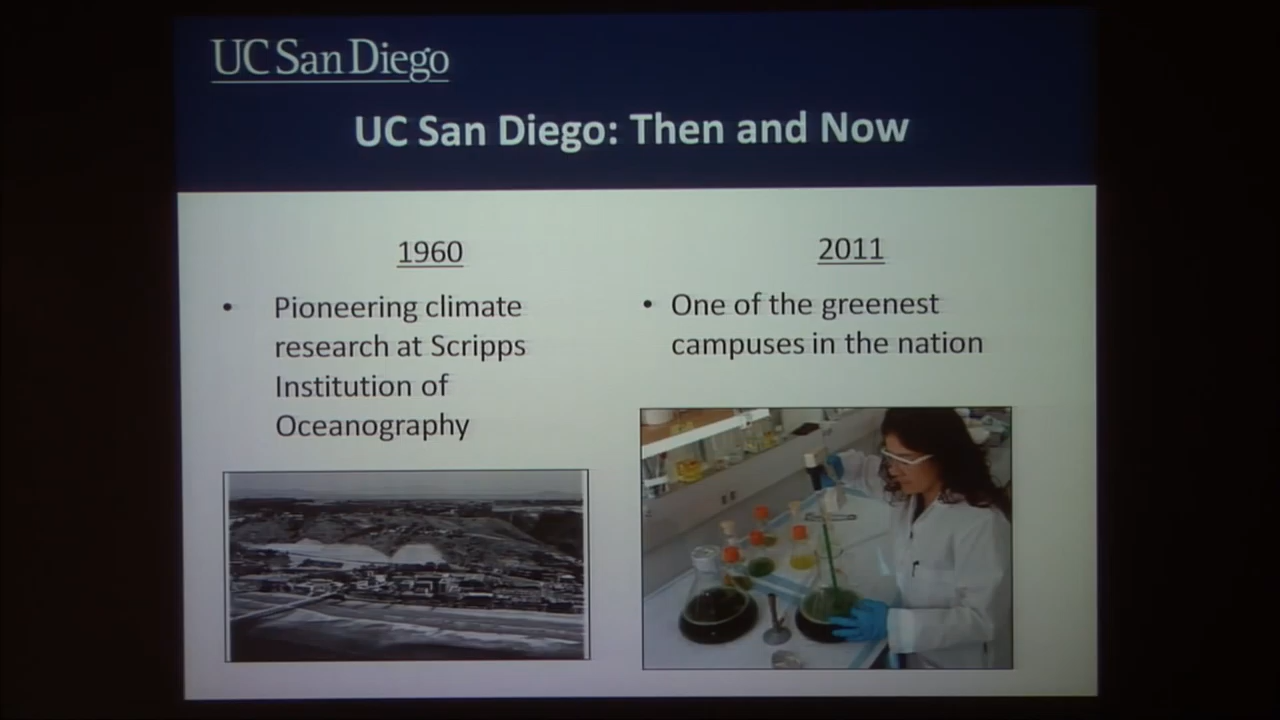 UC San Diego
UC San Diego: Then and Now
1960
• Pioneering climate
research at Scripps
Institution of
Oceanography
2011
• One of the greenest
campuses in the nation